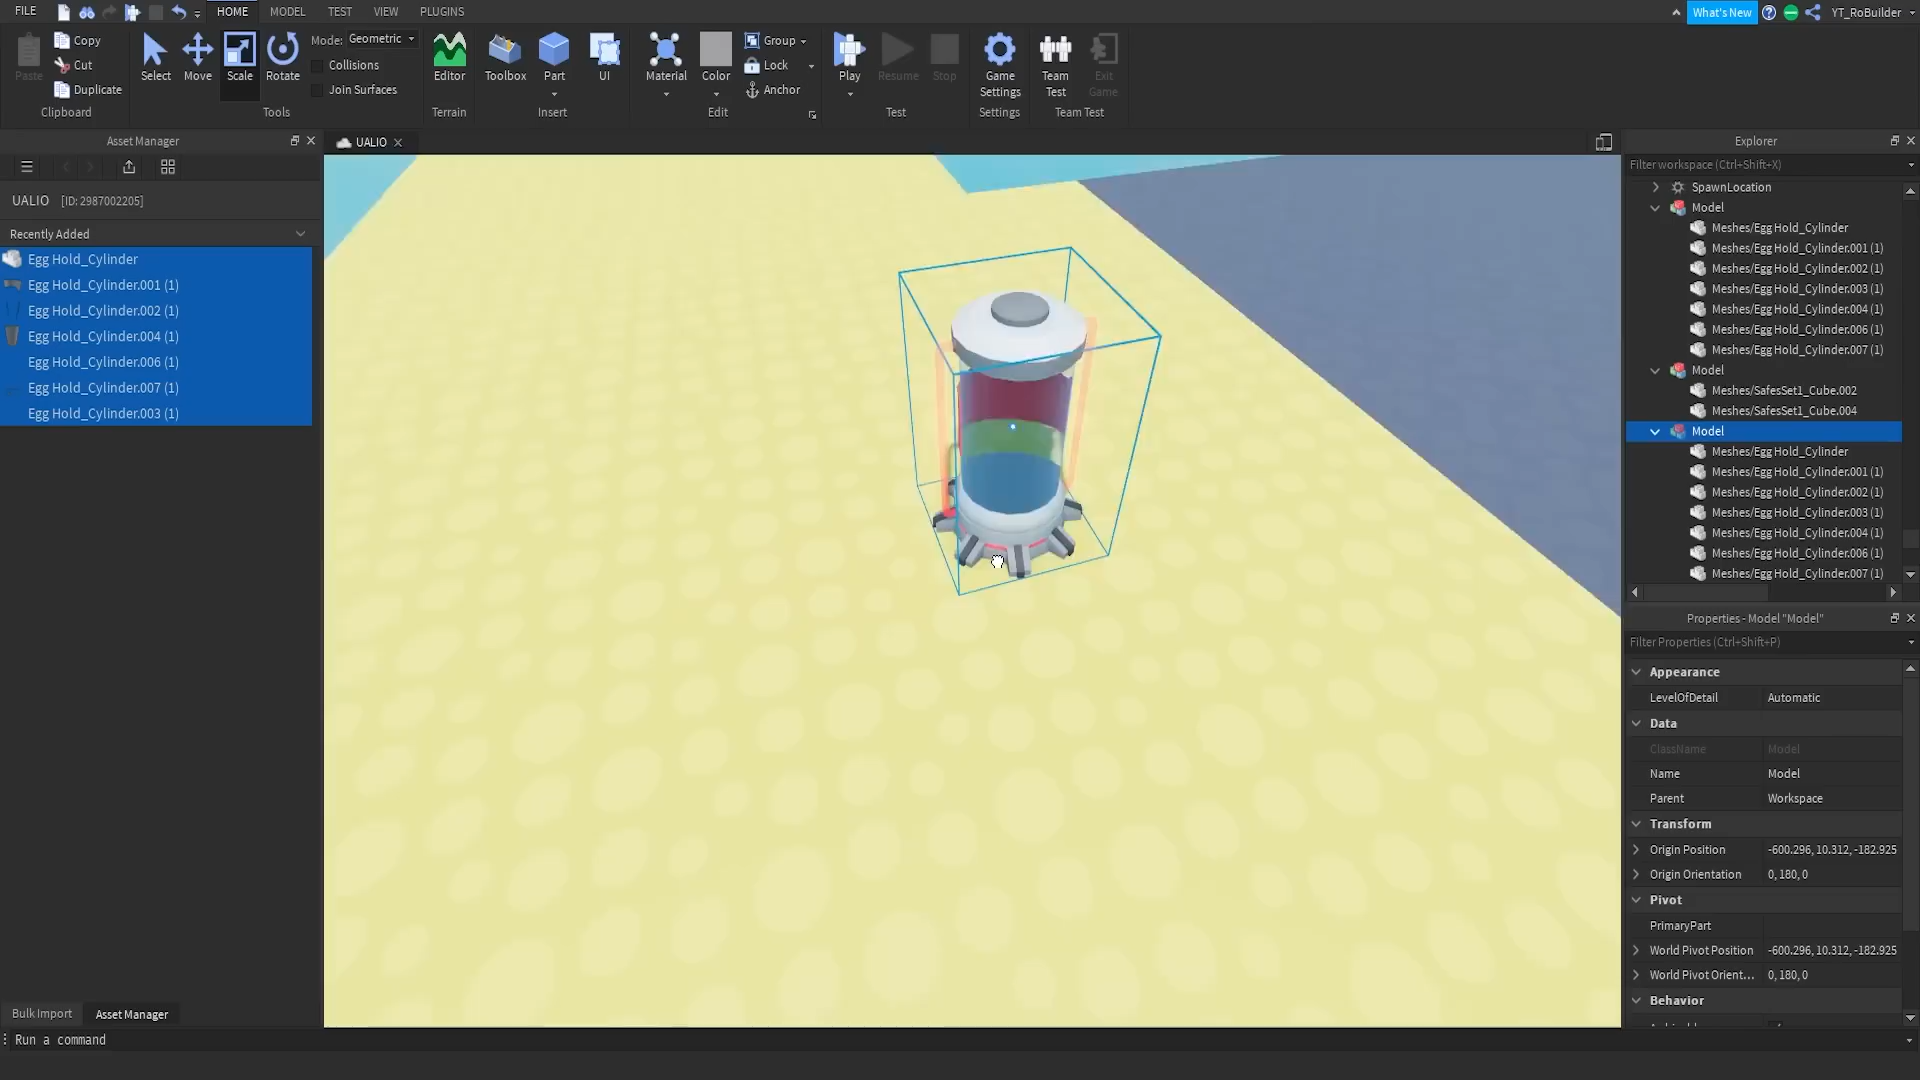 FILE
HOME
MODEL
TEST
VIEW
PLUGINS
What's New
YT_RoBuilder
Paste
Copy
Cut
Duplicate
Clipboard
Select
Move
Scale
Rotate
Mode: Geometric
Collisions
Join Surfaces
Tools
Editor
Terrain
Toolbox
Part
UI
Insert
Material
Color
Group
Lock
Anchor
Edit
Play
Resume
Stop
Test
Game
Settings
Settings
Team
Test
Exit
Game
Team Test
Asset Manager
UALIO [ID: 2987002205]
Recently Added
Egg Hold_Cylinder
Egg Hold_Cylinder.001 (1)
Egg Hold_Cylinder.002 (1)
Egg Hold_Cylinder.004 (1)
Egg Hold_Cylinder.006 (1)
Egg Hold_Cylinder.007 (1)
Egg Hold_Cylinder.003 (1)
Bulk Import
Asset Manager
UALIO
Explorer
Filter workspace (Ctrl+Shift+X)
SpawnLocation
Model
Meshes/Egg Hold_Cylinder
Meshes/Egg Hold_Cylinder.001 (1)
Meshes/Egg Hold_Cylinder.002 (1)
Meshes/Egg Hold_Cylinder.003 (1)
Meshes/Egg Hold_Cylinder.004 (1)
Meshes/Egg Hold_Cylinder.006 (1)
Meshes/Egg Hold_Cylinder.007 (1)
Model
Meshes/SafesSet1_Cube.002
Meshes/SafesSet1_Cube.004
Model
Meshes/Egg Hold_Cylinder
Meshes/Egg Hold_Cylinder.001 (1)
Meshes/Egg Hold_Cylinder.002 (1)
Meshes/Egg Hold_Cylinder.003 (1)
Meshes/Egg Hold_Cylinder.004 (1)
Meshes/Egg Hold_Cylinder.006 (1)
Meshes/Egg Hold_Cylinder.007 (1)
Properties - Model "Model"
Filter Properties (Ctrl+Shift+P)
Appearance
LevelOfDetail Automatic
Data
ClassName Model
Name Model
Parent Workspace
Transform
Origin Position -600.296, 10.312, -182.925
Origin Orientation 0, 180, 0
Pivot
PrimaryPart
World Pivot Position -600.296, 10.312, -182.925
World Pivot Orient... 0, 180, 0
Behavior
Run a command